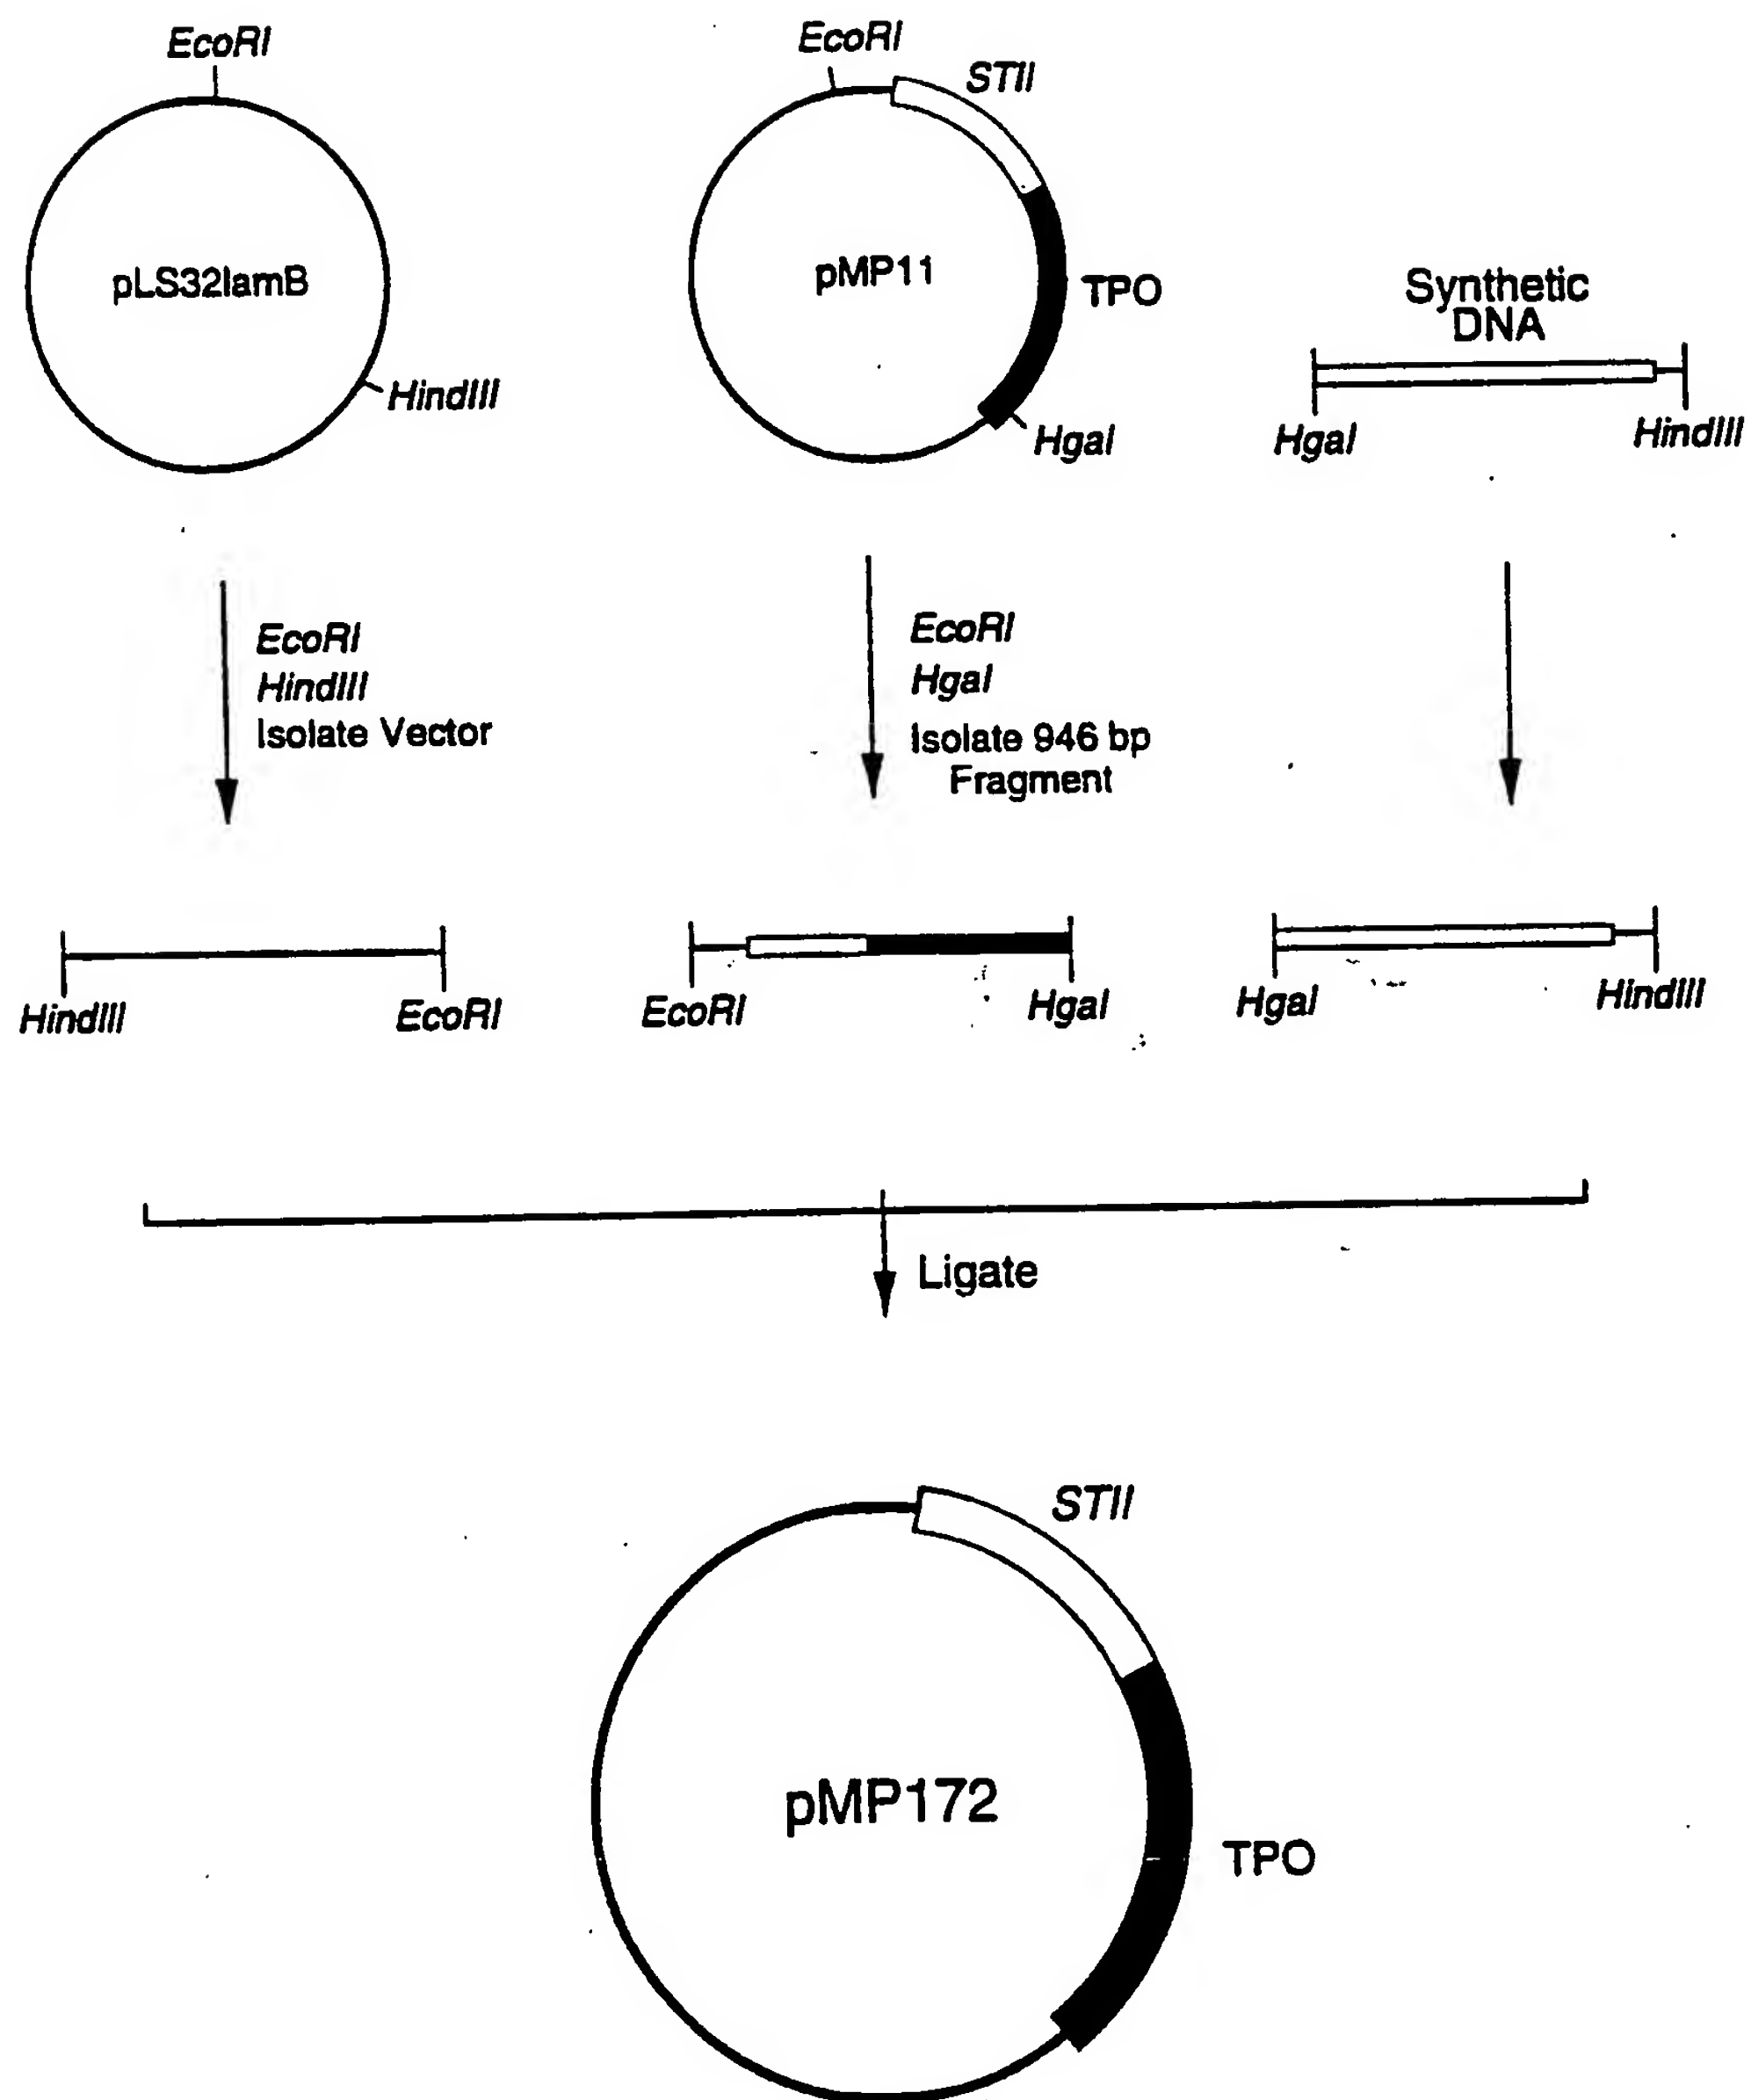 EcoRI
pLS32lamB
HindIII
EcoRI
STII
pMP11
TPO
HgaI
Synthetic
DNA
HgaI
HindIII
EcoRI
HindIII
Isolate Vector
EcoRI
HgaI
Isolate 946 bp
Fragment
HindIII
EcoRI
EcoRI
HgaI
HgaI
HindIII
Ligate
STII
pMP172
TPO